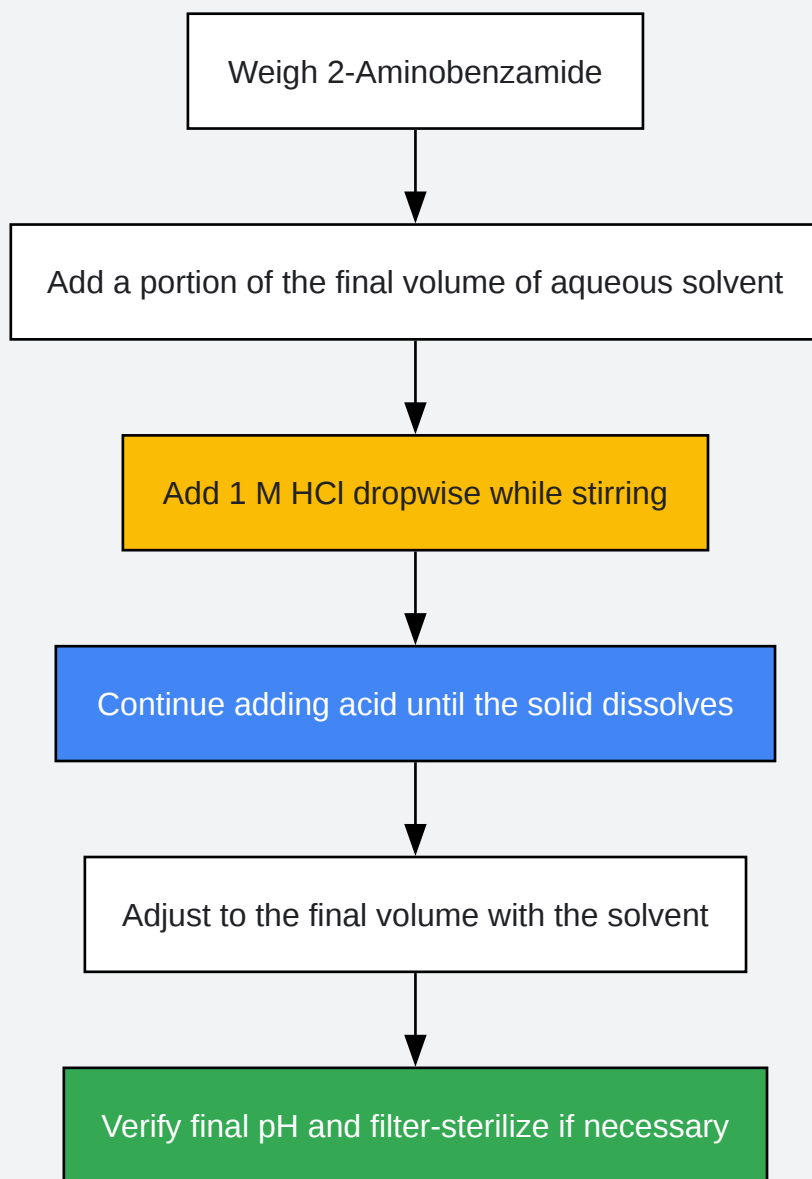 Weigh 2-Aminobenzamide
Add a portion of the final volume of aqueous solvent
Add 1 M HCl dropwise while stirring
Continue adding acid until the solid dissolves
Adjust to the final volume with the solvent
Verify final pH and filter-sterilize if necessary